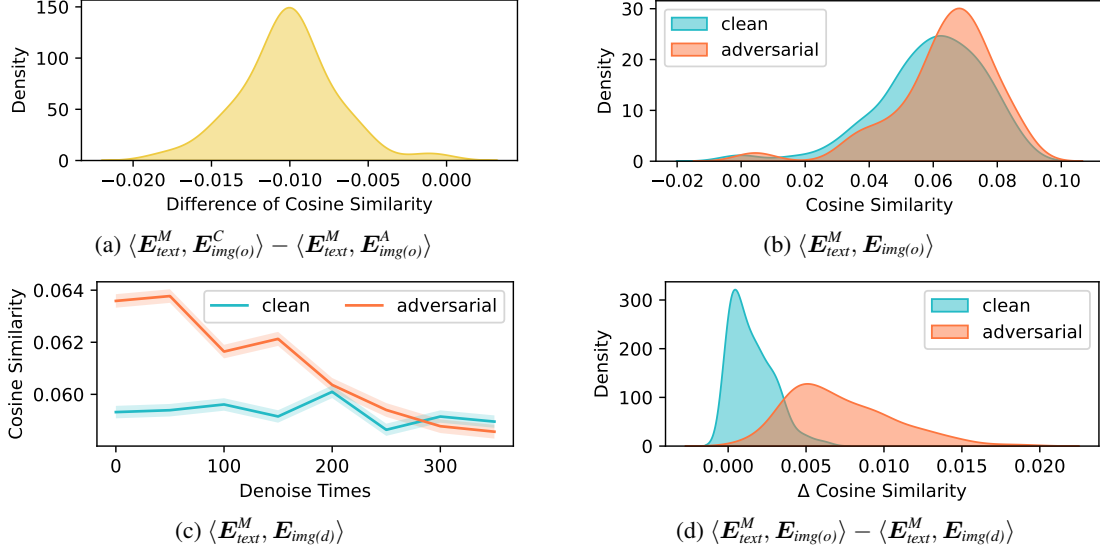 150
100
50
0
Density
−0.020 −0.015 −0.010 −0.005 0.000
Difference of Cosine Similarity
(a) ⟨E^M_text, E^C_img(o)⟩ − ⟨E^M_text, E^A_img(o)⟩
30
20
10
0
Density
clean
adversarial
−0.02 0.00 0.02 0.04 0.06 0.08 0.10
Cosine Similarity
(b) ⟨E^M_text, E_img(o)⟩
0.064
0.062
0.060
Cosine Similarity
clean adversarial
0 100 200 300
Denoise Times
(c) ⟨E^M_text, E_img(d)⟩
300
200
100
0
Density
clean
adversarial
0.000 0.005 0.010 0.015 0.020
Δ Cosine Similarity
(d) ⟨E^M_text, E_img(o)⟩ − ⟨E^M_text, E_img(d)⟩